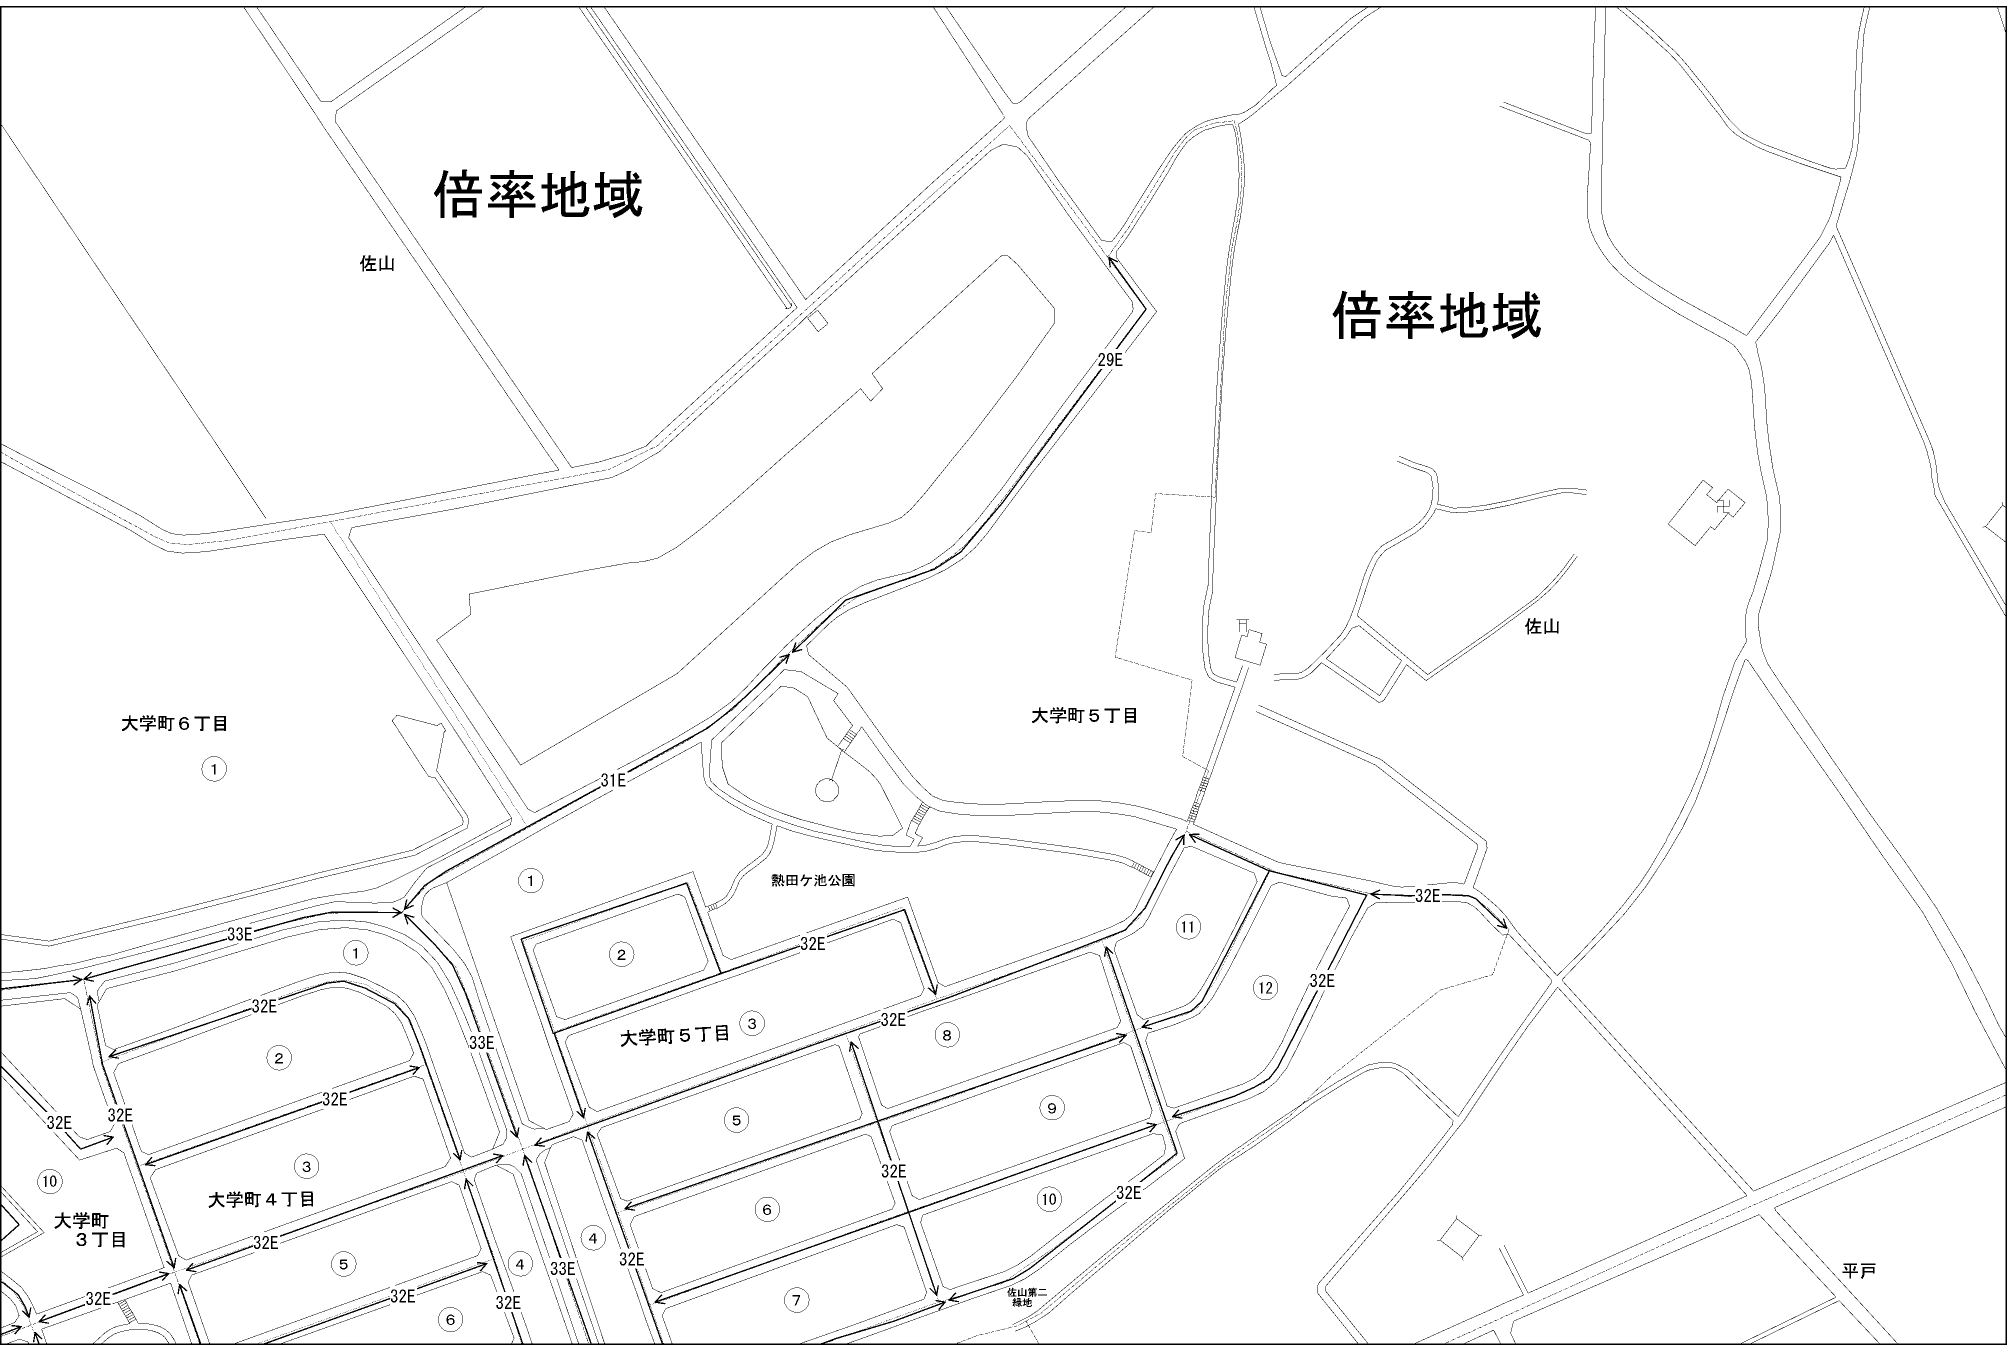 倍率地域
佐山
倍率地域
29E
佐山
大学町５丁目
大学町６丁目
①
31E
①
熱田ケ池公園
32E
33E
①
②
32E
⑪
⑫
32E
32E
大学町５丁目
③
32E
⑧
33E
②
32E
32E
32E
⑤
⑨
③
大学町４丁目
⑩
大学町
３丁目
32E
32E
⑥
⑩
32E
④
④
32E
33E
32E
⑤
平戸
佐山第二
緑地
⑦
32E
32E
32E
⑥